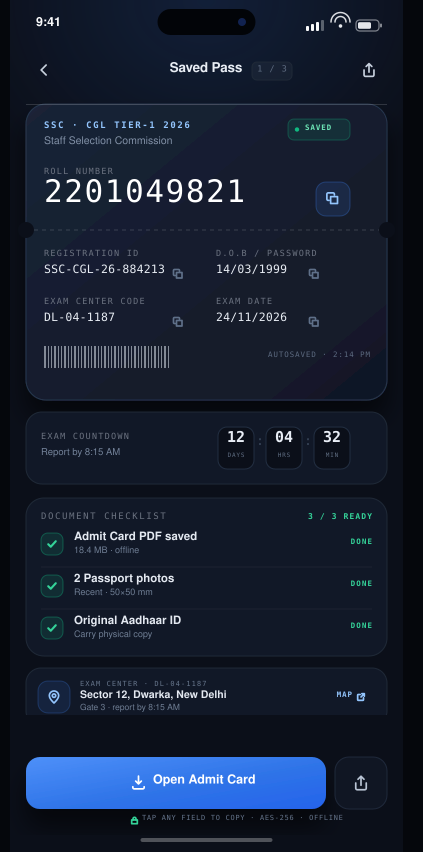 9:41
Saved Pass 1 / 3
SSC · CGL TIER-1 2026
SAVED
Staff Selection Commission
ROLL NUMBER
2201049821
REGISTRATION ID D.O.B / PASSWORD
SSC-CGL-26-884213 14/03/1999
EXAM CENTER CODE EXAM DATE
DL-04-1187 24/11/2026
AUTOSAVED · 2:14 PM
EXAM COUNTDOWN
Report by 8:15 AM
12 : 04 : 32
DAYS HRS MIN
DOCUMENT CHECKLIST 3 / 3 READY
Admit Card PDF saved
18.4 MB · offline
DONE
2 Passport photos
Recent · 50×50 mm
DONE
Original Aadhaar ID
Carry physical copy
DONE
EXAM CENTER · DL-04-1187
Sector 12, Dwarka, New Delhi
MAP
Gate 3 · report by 8:15 AM
Open Admit Card
TAP ANY FIELD TO COPY · AES-256 · OFFLINE